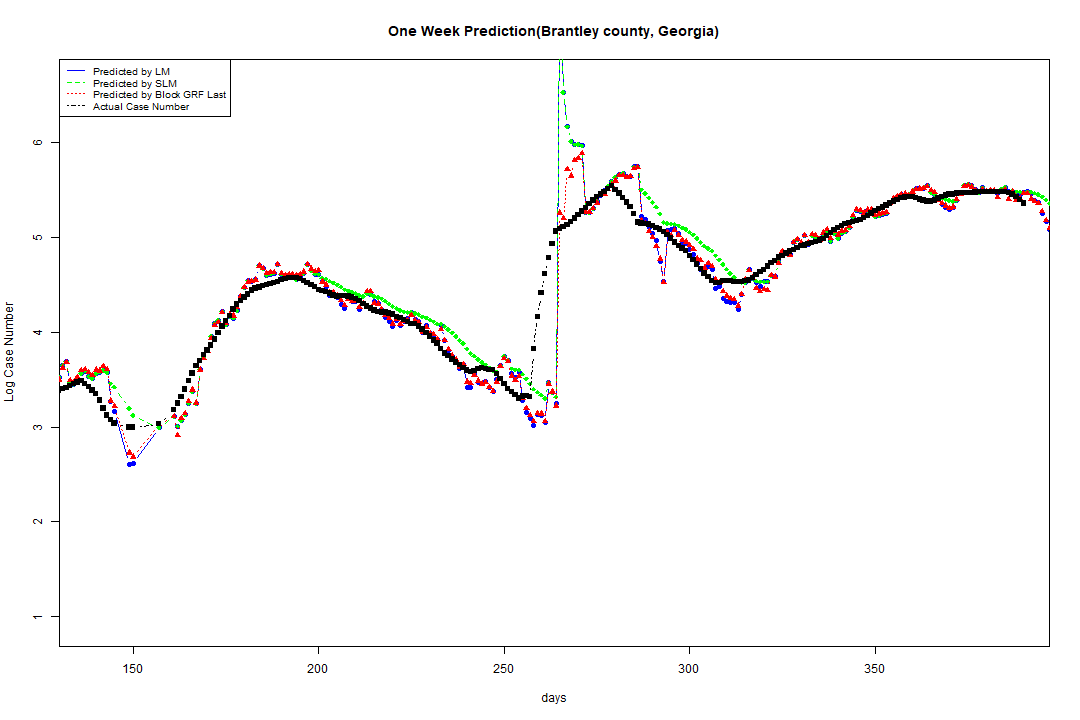 One Week Prediction(Brantley county, Georgia)
Predicted by LM
Predicted by SLM
Predicted by Block GRF Last
Actual Case Number
Log Case Number
6
5
4
3
2
1
150 200 250 300 350
days